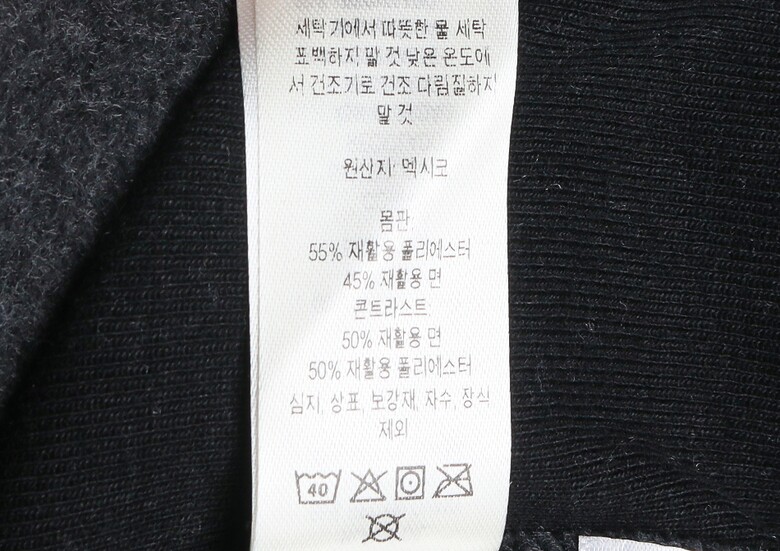 세탁기에서 따뜻한 물 세탁
표백하지 말 것 낮은 온도에
서 건조기로 건조 다림질하지
말 것
원산지: 멕시코
몸판:
55% 재활용 폴리에스터
45% 재활용 면
콘트라스트:
50% 재활용 면
50% 재활용 폴리에스터
심지, 상표, 보강재, 자수, 장식
제외
40